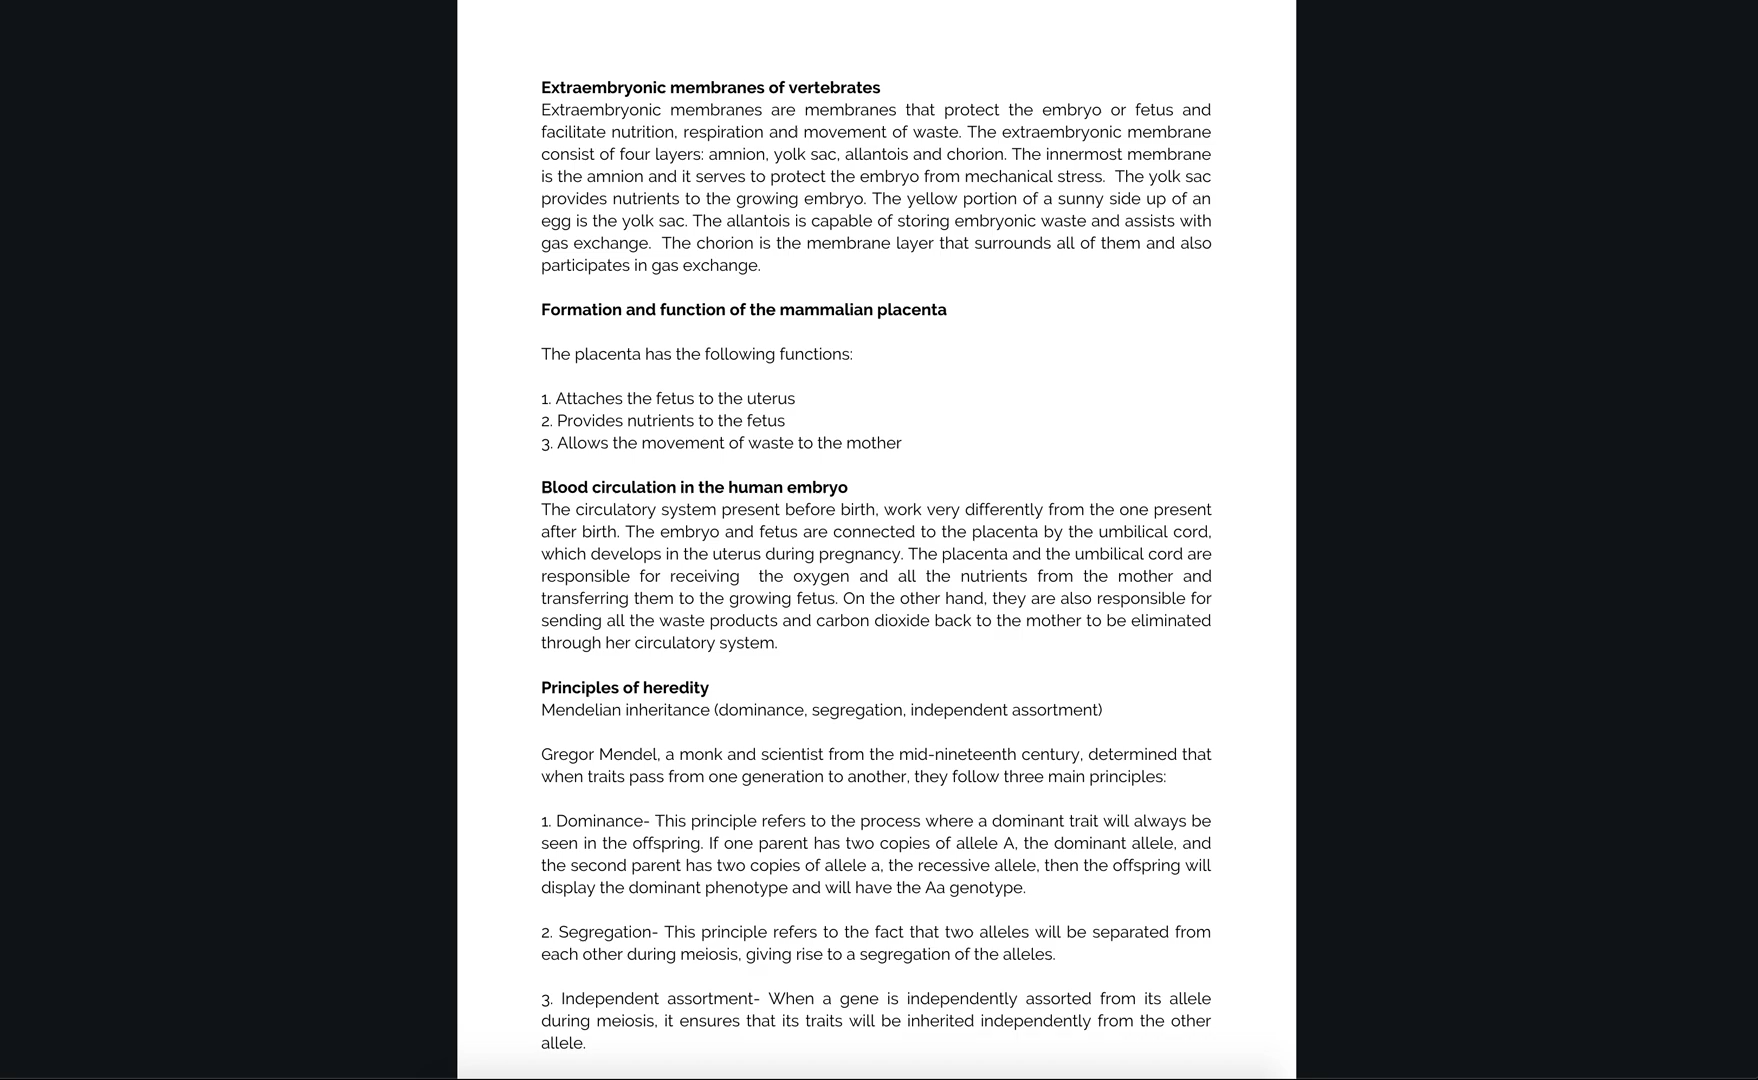 Extraembryonic membranes of vertebrates
Extraembryonic membranes are membranes that protect the embryo or fetus and
facilitate nutrition, respiration and movement of waste. The extraembryonic membrane
consist of four layers: amnion, yolk sac, allantois and chorion. The innermost membrane
is the amnion and it serves to protect the embryo from mechanical stress.  The yolk sac
provides nutrients to the growing embryo. The yellow portion of a sunny side up of an
egg is the yolk sac. The allantois is capable of storing embryonic waste and assists with
gas exchange.  The chorion is the membrane layer that surrounds all of them and also
participates in gas exchange.
Formation and function of the mammalian placenta
The placenta has the following functions:
1. Attaches the fetus to the uterus
2. Provides nutrients to the fetus
3. Allows the movement of waste to the mother
Blood circulation in the human embryo
The circulatory system present before birth, work very differently from the one present
after birth. The embryo and fetus are connected to the placenta by the umbilical cord,
which develops in the uterus during pregnancy. The placenta and the umbilical cord are
responsible for receiving  the oxygen and all the nutrients from the mother and
transferring them to the growing fetus. On the other hand, they are also responsible for
sending all the waste products and carbon dioxide back to the mother to be eliminated
through her circulatory system.
Principles of heredity
Mendelian inheritance (dominance, segregation, independent assortment)
Gregor Mendel, a monk and scientist from the mid-nineteenth century, determined that
when traits pass from one generation to another, they follow three main principles:
1. Dominance- This principle refers to the process where a dominant trait will always be
seen in the offspring. If one parent has two copies of allele A, the dominant allele, and
the second parent has two copies of allele a, the recessive allele, then the offspring will
display the dominant phenotype and will have the Aa genotype.
2. Segregation- This principle refers to the fact that two alleles will be separated from
each other during meiosis, giving rise to a segregation of the alleles.
3. Independent assortment- When a gene is independently assorted from its allele
during meiosis, it ensures that its traits will be inherited independently from the other
allele.